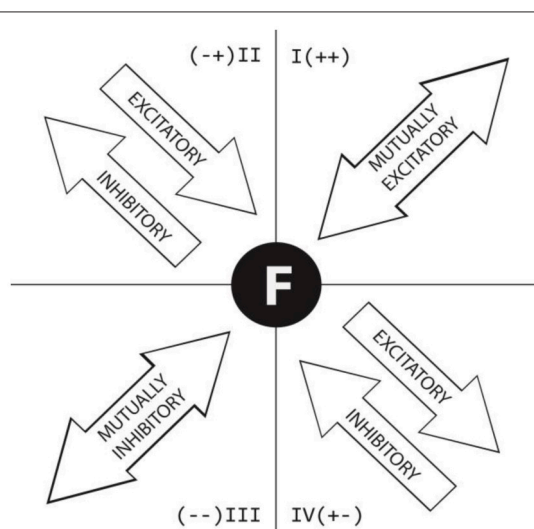 (-+)II
I(++)
EXCITATORY
INHIBITORY
MUTUALLY
EXCITATORY
F
MUTUALLY
INHIBITORY
EXCITATORY
INHIBITORY
(--)III
IV(+-)